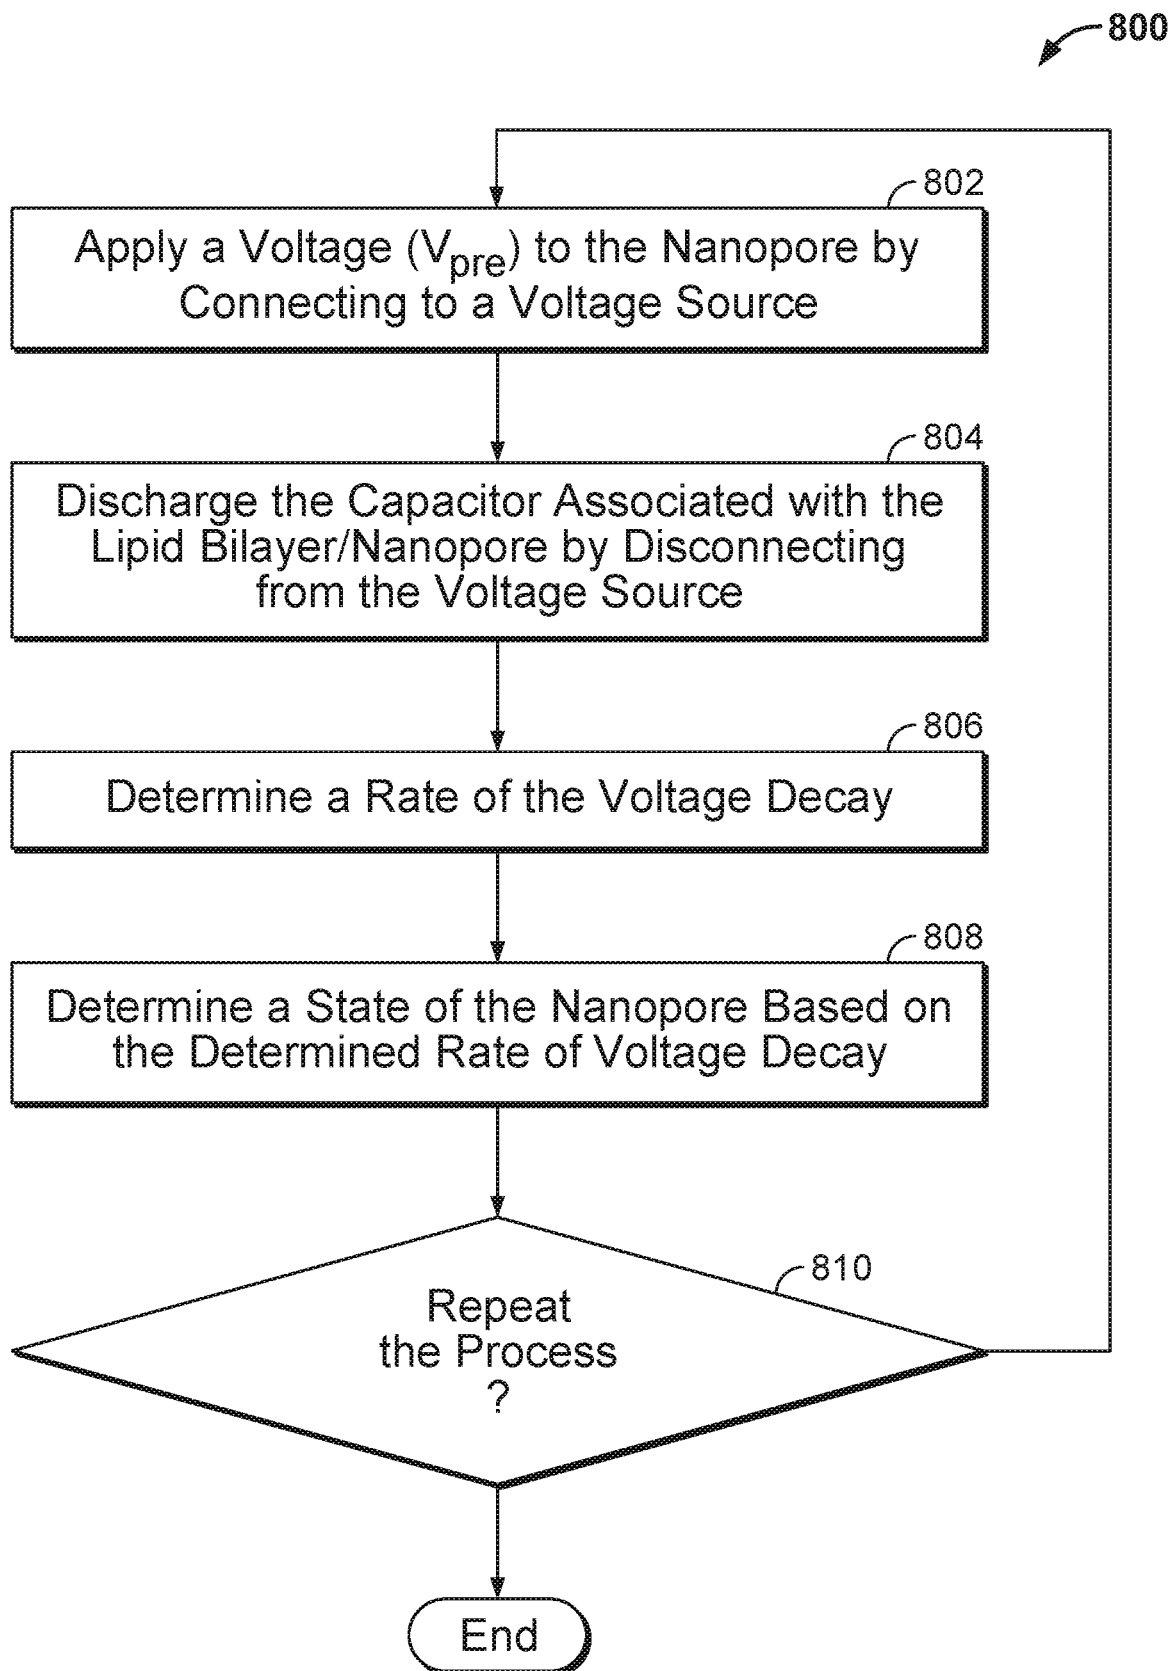 800
802
Apply a Voltage (Vpre) to the Nanopore by
Connecting to a Voltage Source
804
Discharge the Capacitor Associated with the
Lipid Bilayer/Nanopore by Disconnecting
from the Voltage Source
806
Determine a Rate of the Voltage Decay
808
Determine a State of the Nanopore Based on
the Determined Rate of Voltage Decay
810
Repeat
the Process
?
End